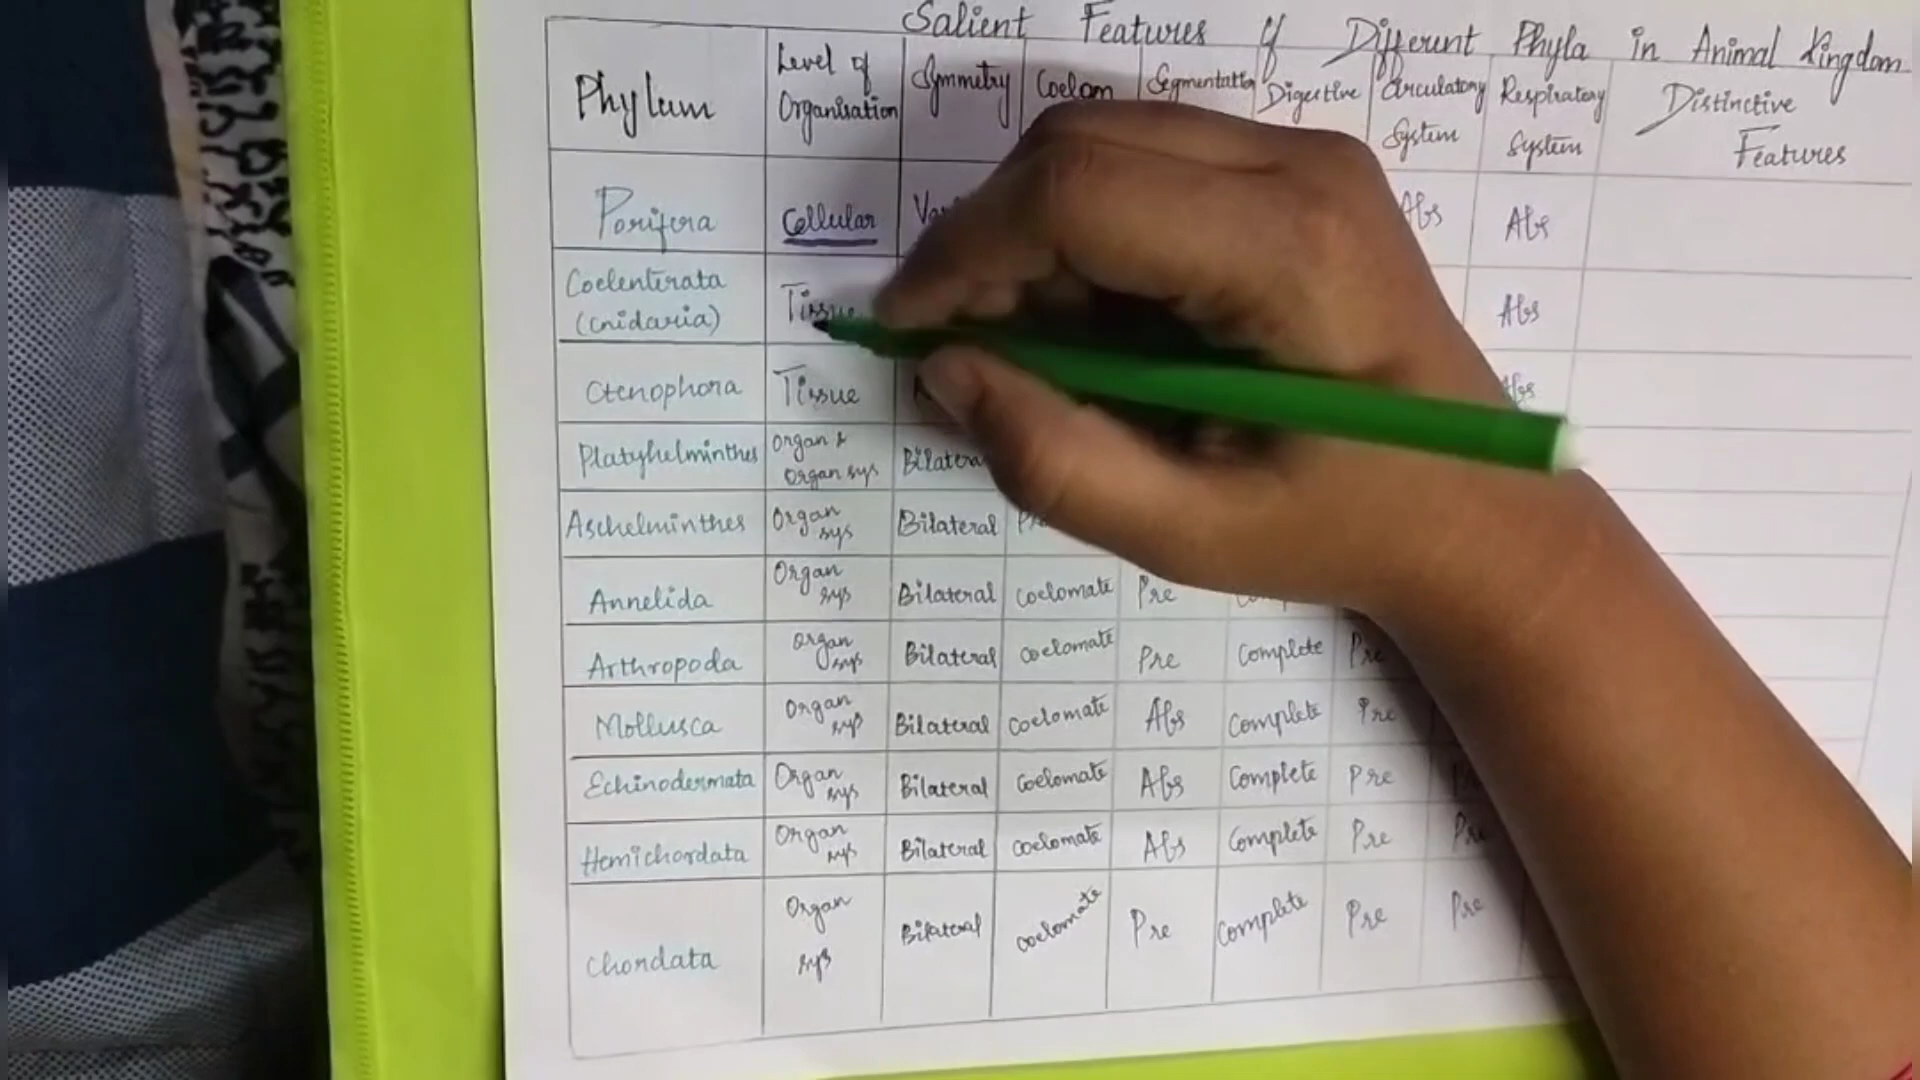 Salient Features of Different Phyla in Animal Kingdom
Phylum Level of Organisation Symmetry Coelom Segmentation Digestive Circulatory System Respiratory System Distinctive Features
Porifera Cellular Abs Abs
Coelenterata (Cnidaria) Tissue Abs
Ctenophora Tissue Abs
Platyhelminthes Organ & Organ sys Bilateral
Aschelminthes Organ sys Bilateral
Annelida Organ sys Bilateral Coelomate Pre
Arthropoda Organ sys Bilateral Coelomate Pre Complete Pre
Mollusca Organ sys Bilateral Coelomate Abs Complete Pre
Echinodermata Organ sys Bilateral Coelomate Abs Complete Pre
Hemichordata Organ sys Bilateral Coelomate Abs Complete Pre Pre
Chordata Organ sys Bilateral Coelomate Pre Complete Pre Pre